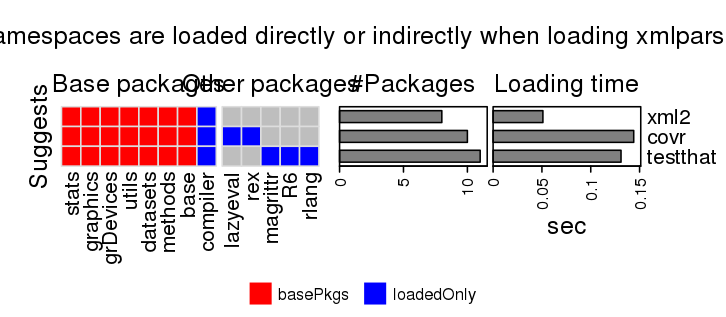 amespaces are loaded directly or indirectly when loading xmlpars
Base packages Other packages #Packages Loading time
Suggests
xml2
covr
testthat
stats
graphics
grDevices
utils
datasets
methods
base
compiler
lazyeval
rex
magrittr
R6
rlang
0 5 10
0 0.05 0.1 0.15
sec
basePkgs loadedOnly